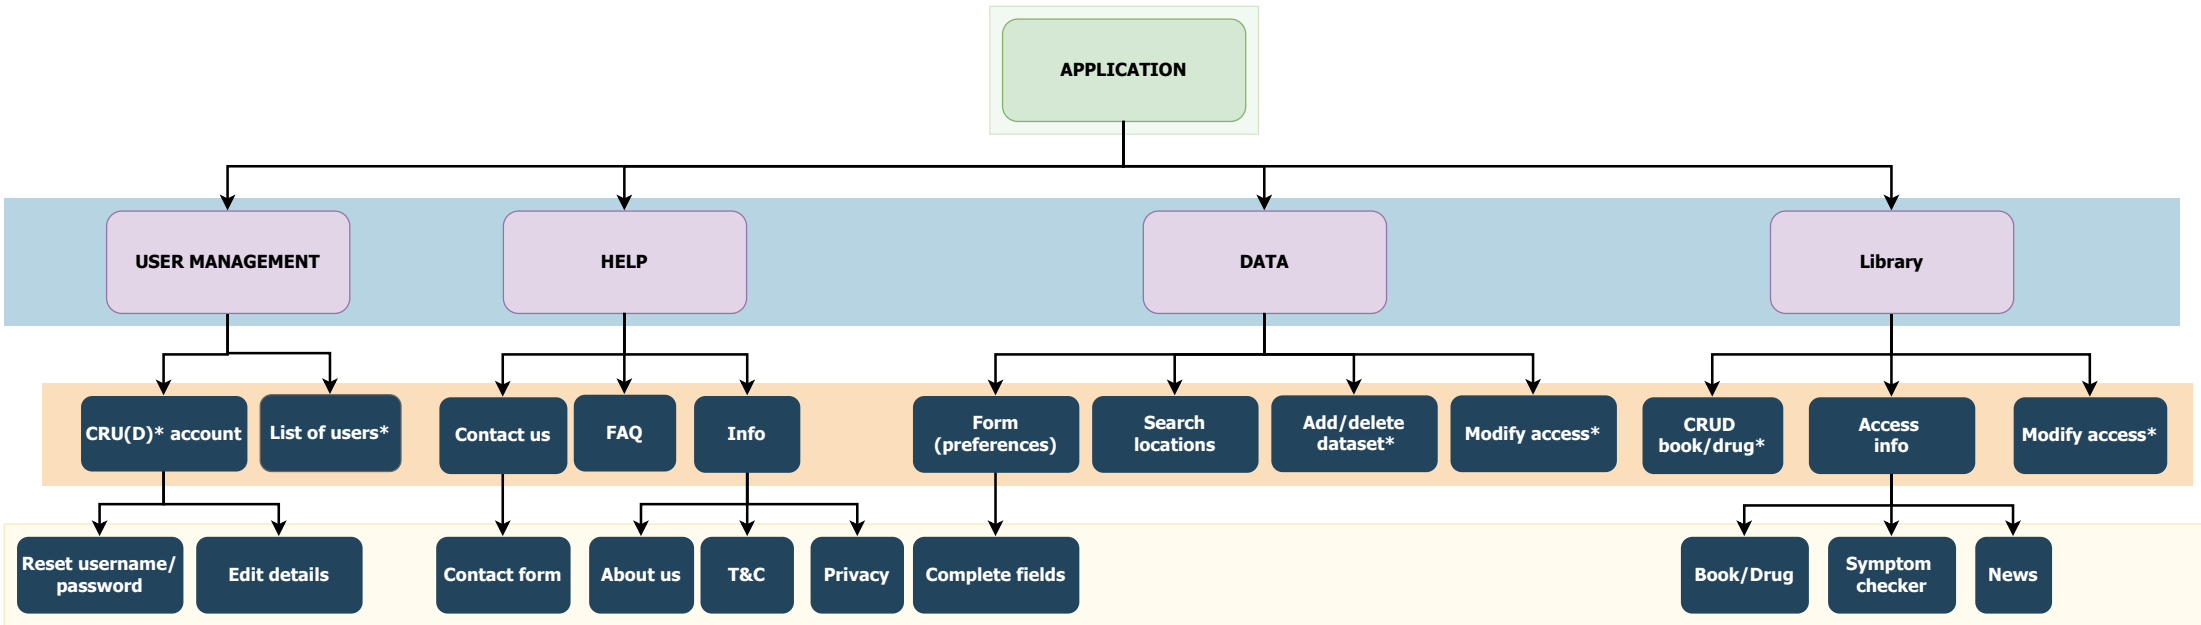 APPLICATION
USER MANAGEMENT
HELP
DATA
Library
CRU(D)* account
List of users*
Contact us
FAQ
Info
Form
(preferences)
Search
locations
Add/delete
dataset*
Modify access*
CRUD
book/drug*
Access
info
Modify access*
Reset username/
password
Edit details
Contact form
About us
T&C
Privacy
Complete fields
Book/Drug
Symptom
checker
News